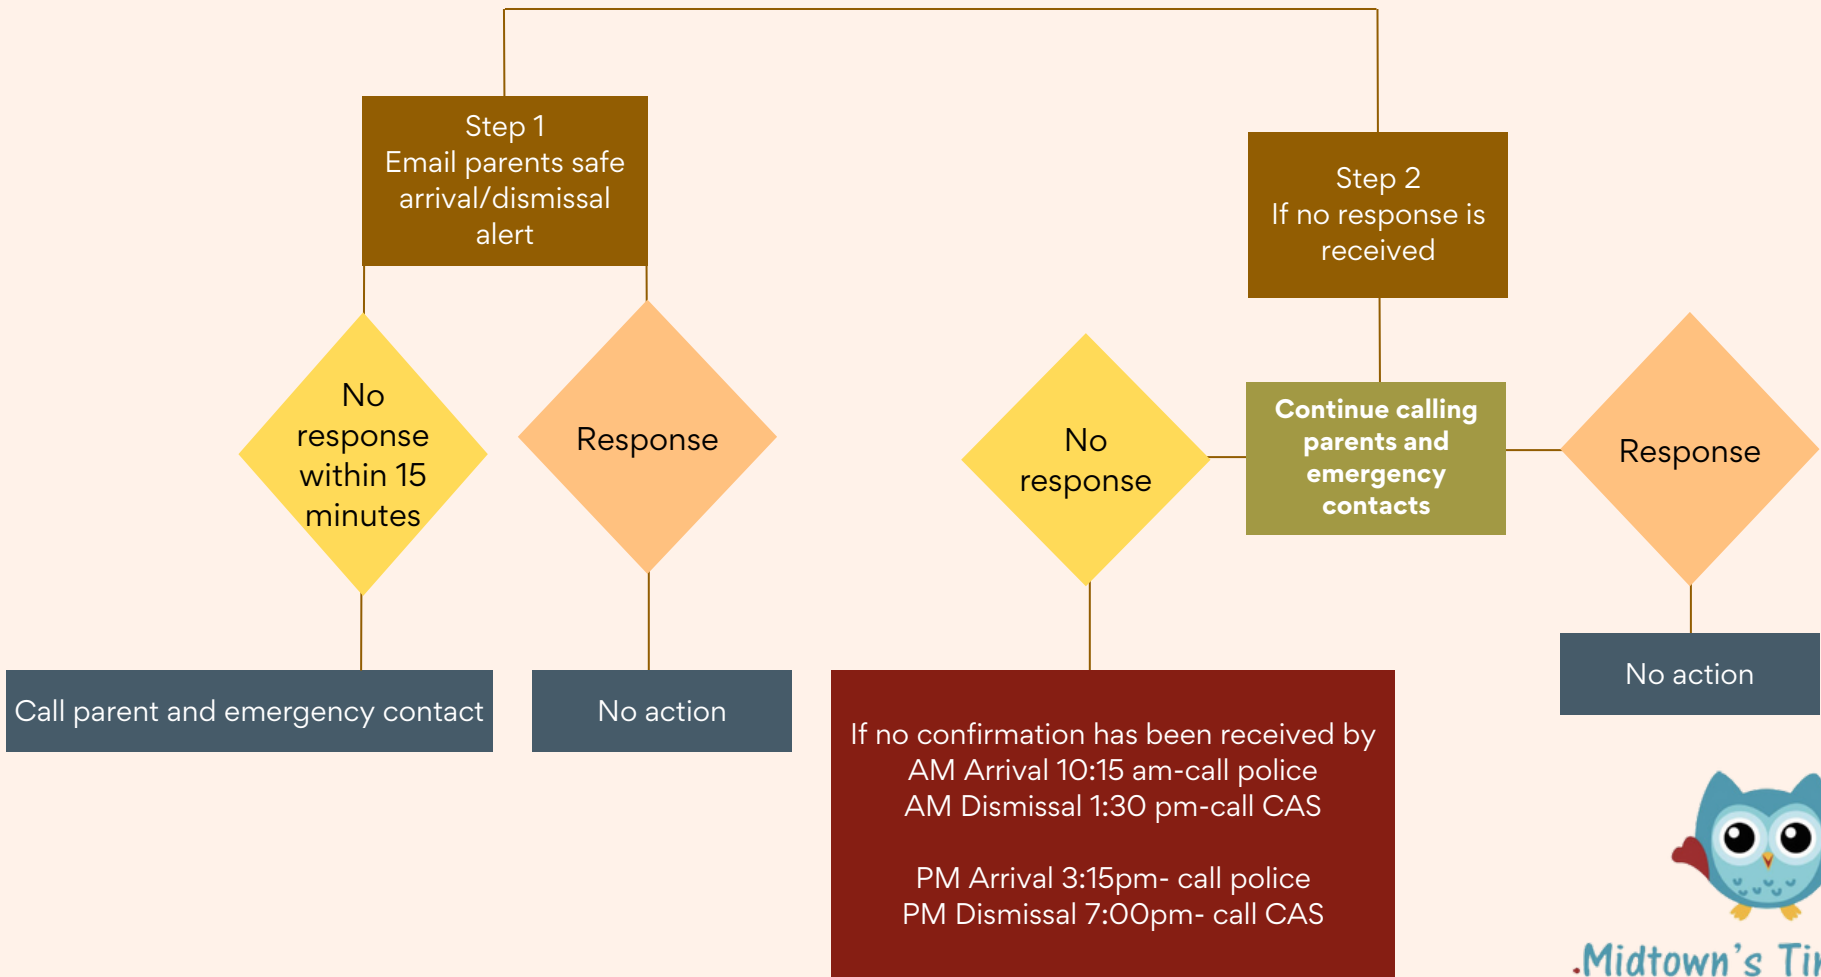 Step 1
Email parents safe
arrival/dismissal
alert
No
response
within 15
minutes
Response
Call parent and emergency contact
No action
Step 2
If no response is
received
No
response
Continue calling
parents and
emergency
contacts
Response
If no confirmation has been received by
AM Arrival 10:15 am-call police
AM Dismissal 1:30 pm-call CAS
PM Arrival 3:15pm- call police
PM Dismissal 7:00pm- call CAS
No action
Midtown's